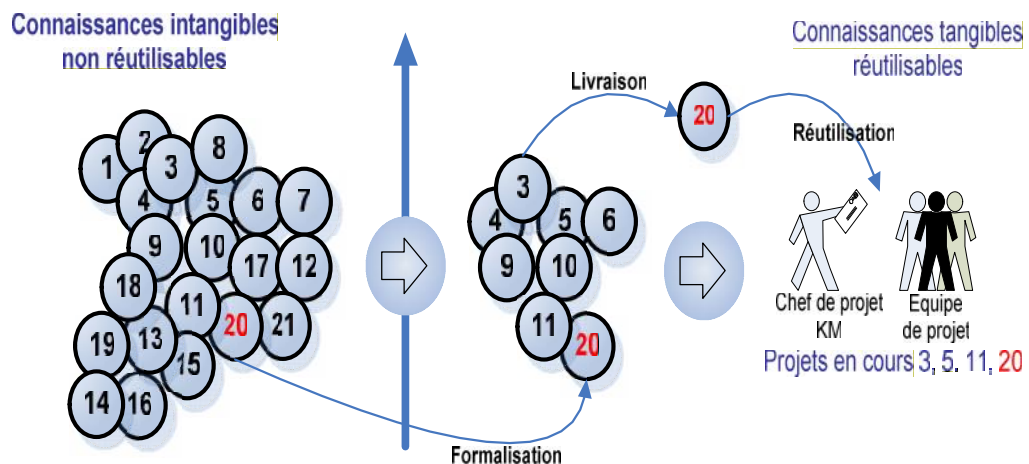 Connaissances intangibles
non réutilisables
Connaissances tangibles
réutilisables
Livraison
20
Réutilisation
1
2
3
8
4
5
6
7
9
10
17
12
18
11
20
21
19
13
15
14
16
3
4
5
6
9
10
11
20
Chef de projet
KM
Equipe
de projet
Projets en cours 3, 5. 11, 20
Formalisation